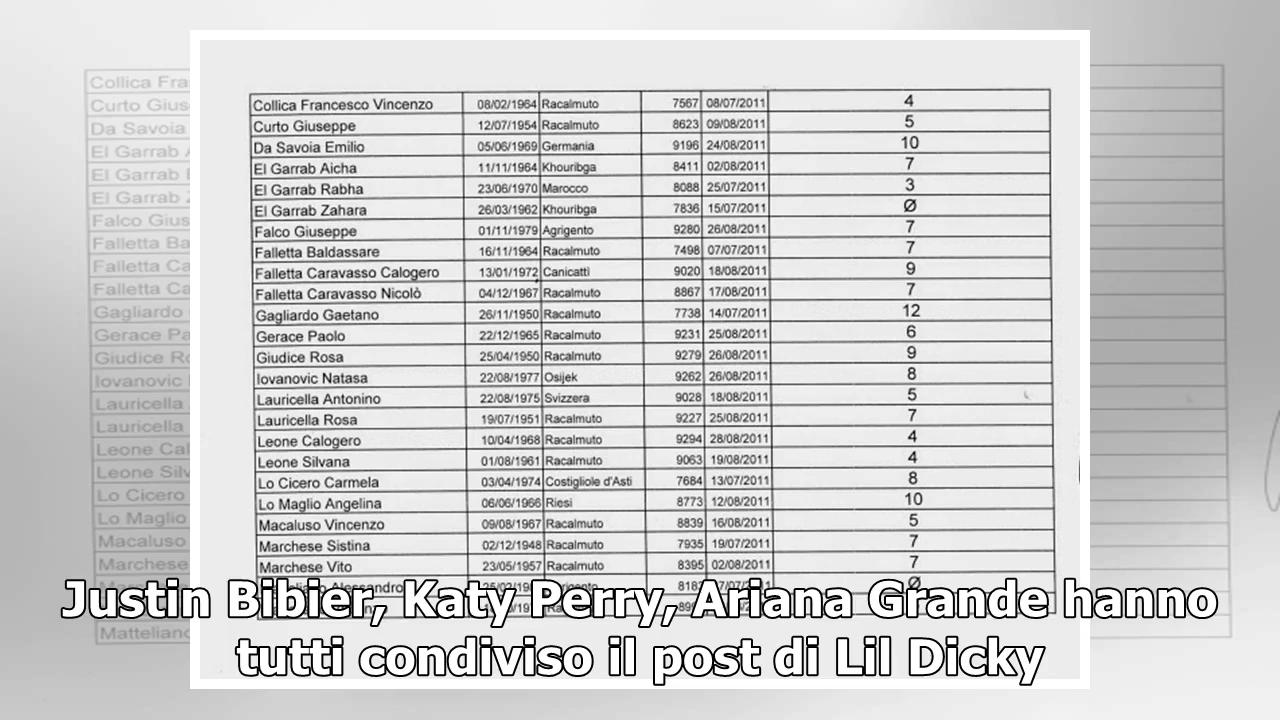 Collica Francesco Vincenzo 08/02/1964 Racalmuto 7567 08/07/2011 4
Curto Giuseppe 12/07/1954 Racalmuto 8623 09/08/2011 5
Da Savoia Emilio 05/06/1969 Germania 9196 24/08/2011 10
El Garrab Aicha 11/11/1964 Khouribga 8411 02/08/2011 7
El Garrab Rabha 23/06/1970 Marocco 8088 25/07/2011 3
El Garrab Zahara 26/03/1962 Khouribga 7836 15/07/2011 Ø
Falco Giuseppe 01/11/1979 Agrigento 9280 26/08/2011 7
Falletta Baldassare 16/11/1964 Racalmuto 7498 07/07/2011 7
Falletta Caravasso Calogero 13/01/1972 Canicattì 9020 18/08/2011 9
Falletta Caravasso Nicolò 04/12/1967 Racalmuto 8867 17/08/2011 7
Gagliardo Gaetano 26/11/1950 Racalmuto 7738 14/07/2011 12
Gerace Paolo 22/12/1965 Racalmuto 9231 25/08/2011 6
Giudice Rosa 25/04/1950 Racalmuto 9279 26/08/2011 9
Iovanovic Natasa 22/08/1977 Osijek 9262 26/08/2011 8
Lauricella Antonino 22/08/1975 Svizzera 9028 18/08/2011 5
Lauricella Rosa 19/07/1951 Racalmuto 9227 25/08/2011 7
Leone Calogero 10/04/1968 Racalmuto 9294 28/08/2011 4
Leone Silvana 01/08/1961 Racalmuto 9063 19/08/2011 4
Lo Cicero Carmela 03/04/1974 Costigliole d'Asti 7684 13/07/2011 8
Lo Maglio Angelina 06/06/1966 Riesi 8773 12/08/2011 10
Macaluso Vincenzo 09/08/1967 Racalmuto 8839 16/08/2011 5
Marchese Sistina 02/12/1948 Racalmuto 7935 19/07/2011 7
Marchese Vito 23/05/1957 Racalmuto 8395 02/08/2011 7
Alessandro Ø
Justin Bibier, Katy Perry, Ariana Grande hanno
tutti condiviso il post di Lil Dicky